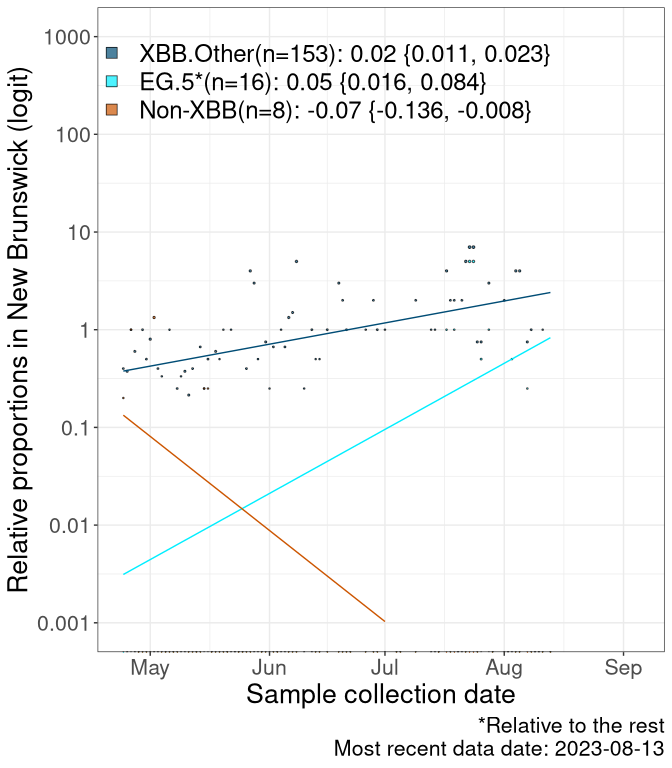 XBB.Other(n=153): 0.02 {0.011, 0.023}
EG.5*(n=16): 0.05 {0.016, 0.084}
Non-XBB(n=8): -0.07 {-0.136, -0.008}
Relative proportions in New Brunswick (logit)
1000
100
10
1
0.1
0.01
0.001
May Jun Jul Aug Sep
Sample collection date
*Relative to the rest
Most recent data date: 2023-08-13